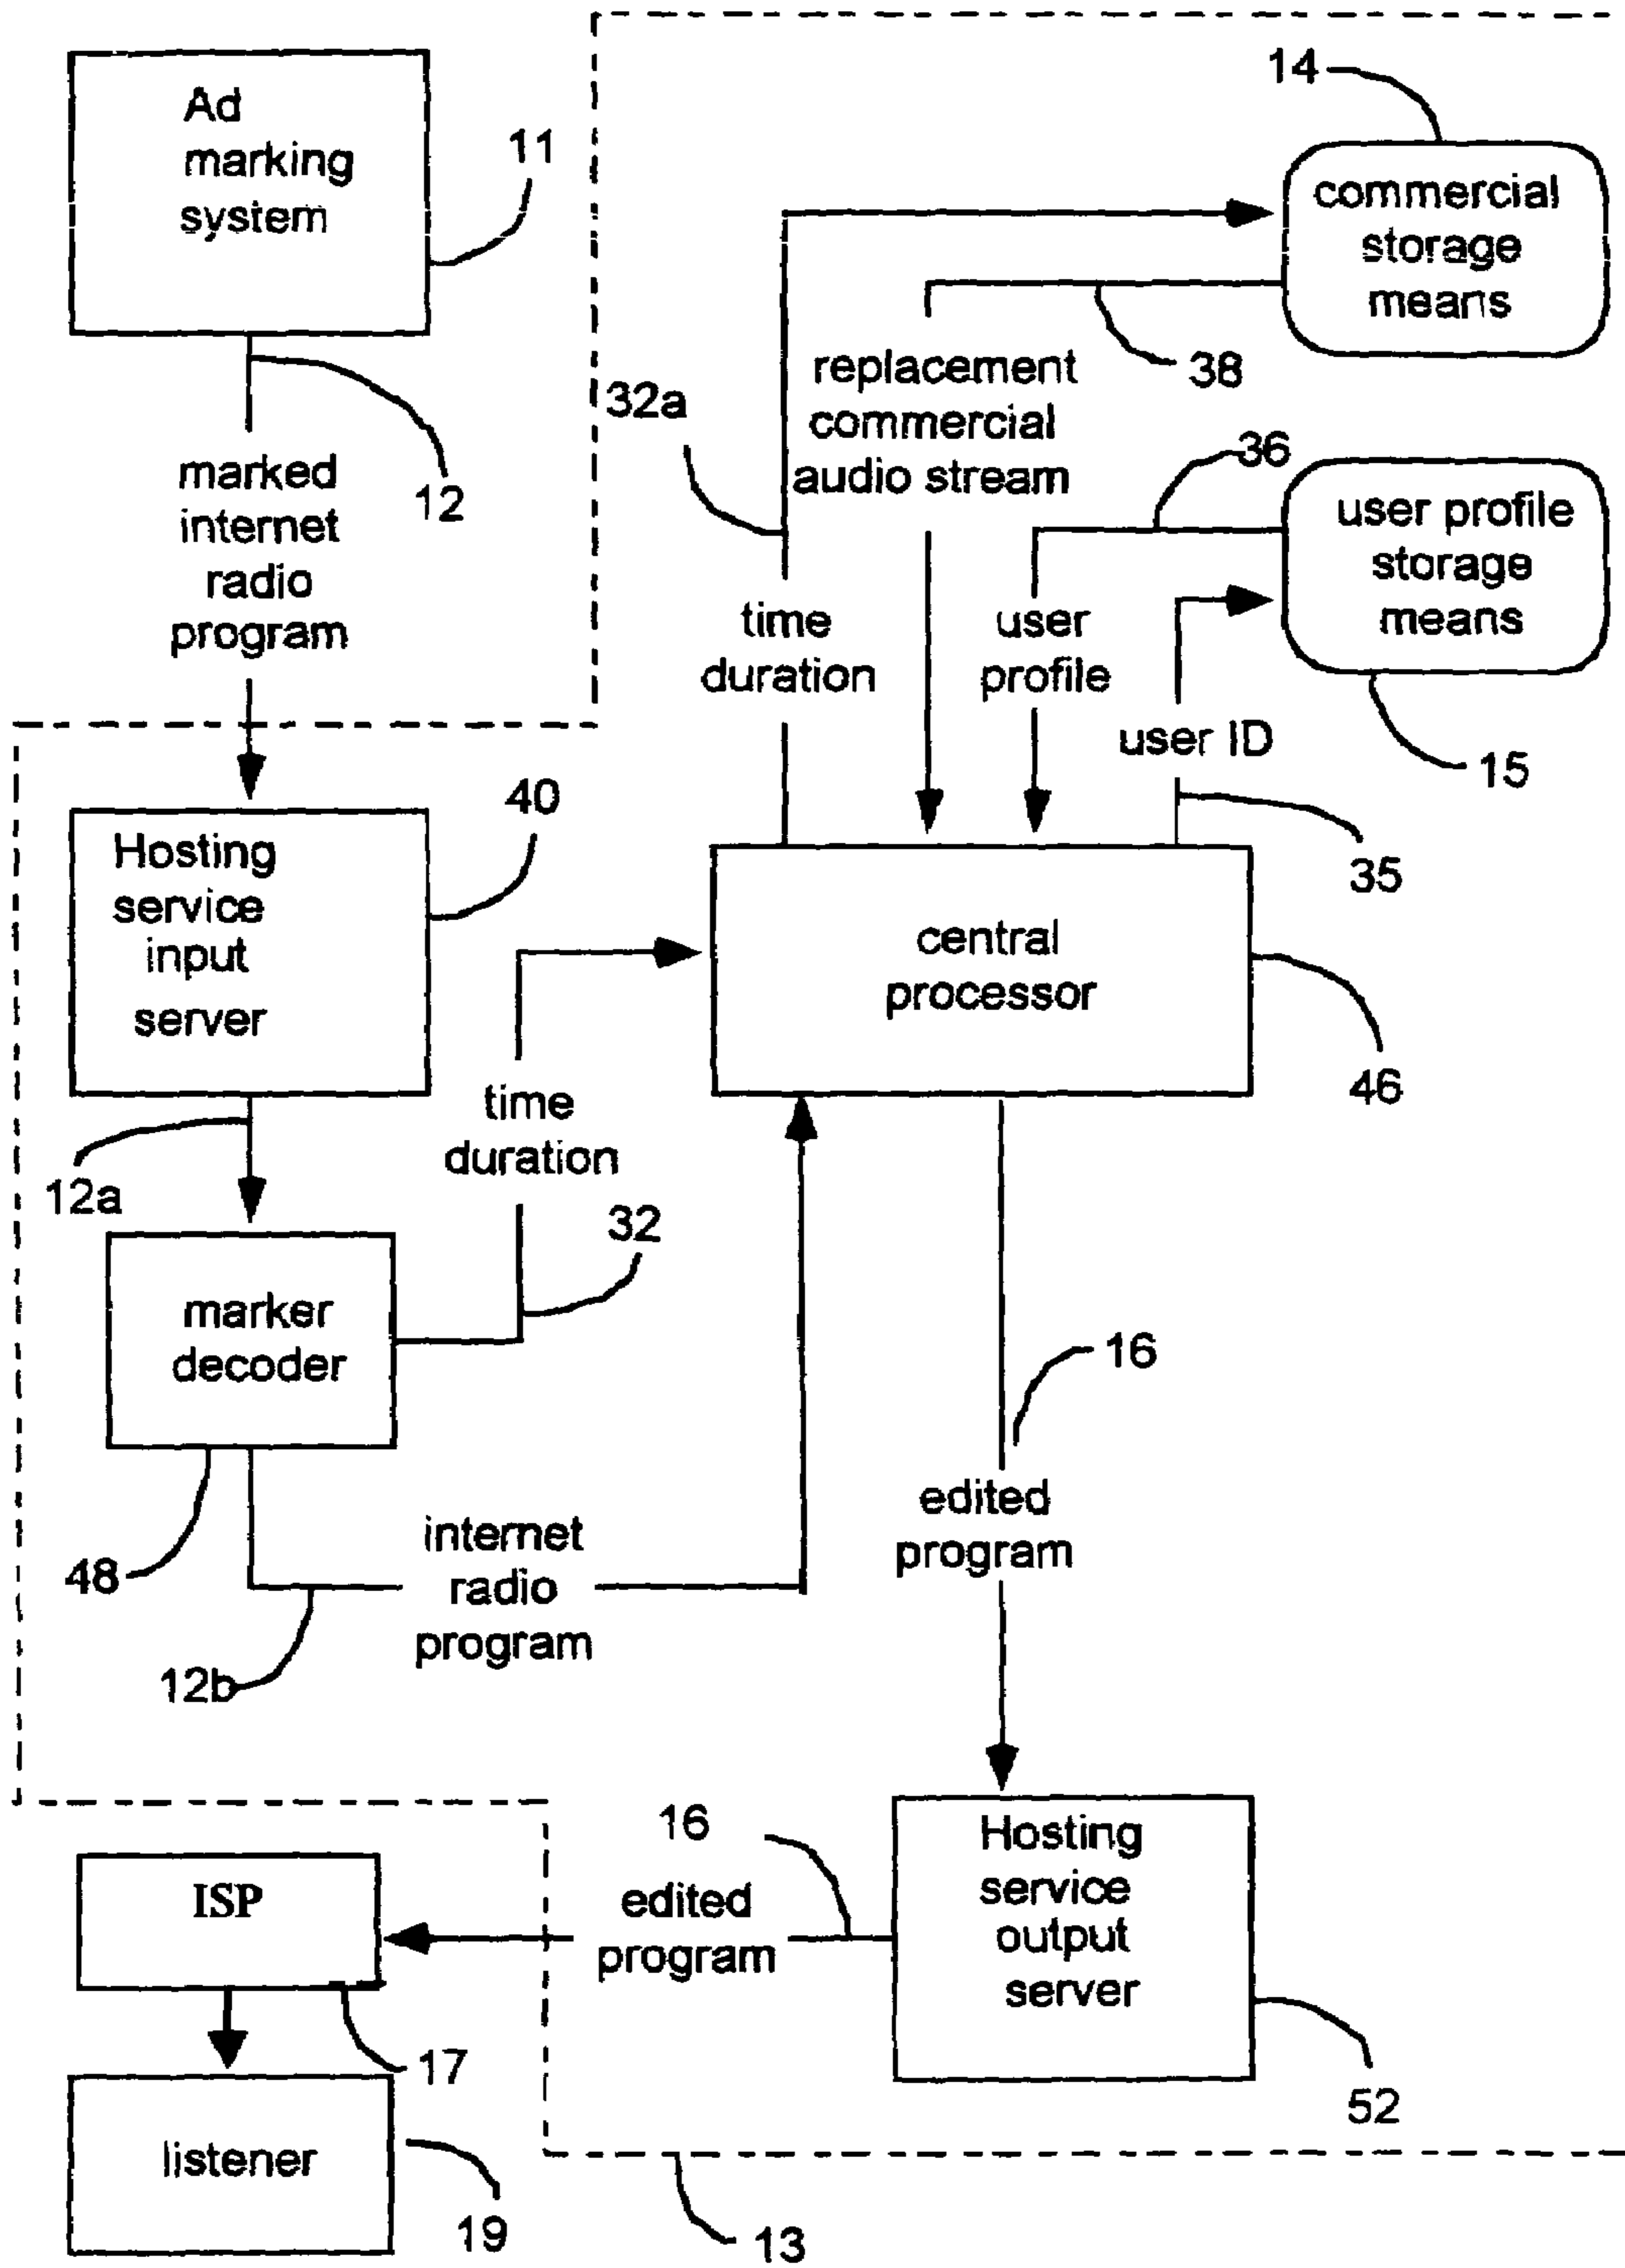 Ad
marking
system
11
12
marked
internet
radio
program
14
commercial
storage
means
38
32a
replacement
commercial
audio stream
36
user profile
storage
means
15
time
duration
user
profile
user ID
35
Hosting
service
input
server
40
central
processor
46
12a
time
duration
32
marker
decoder
48
internet
radio
program
12b
16
edited
program
Hosting
service
output
server
52
16
edited
program
ISP
17
listener
19
13